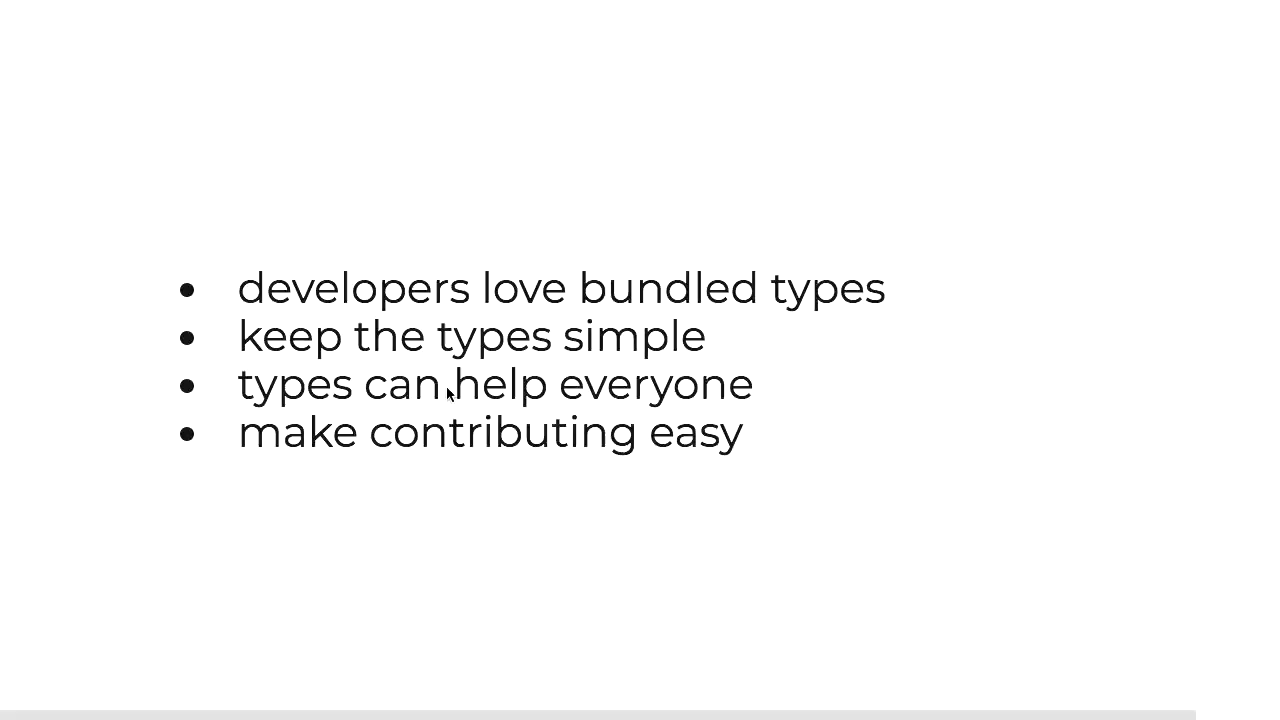 • developers love bundled types
• keep the types simple
• types can help everyone
• make contributing easy